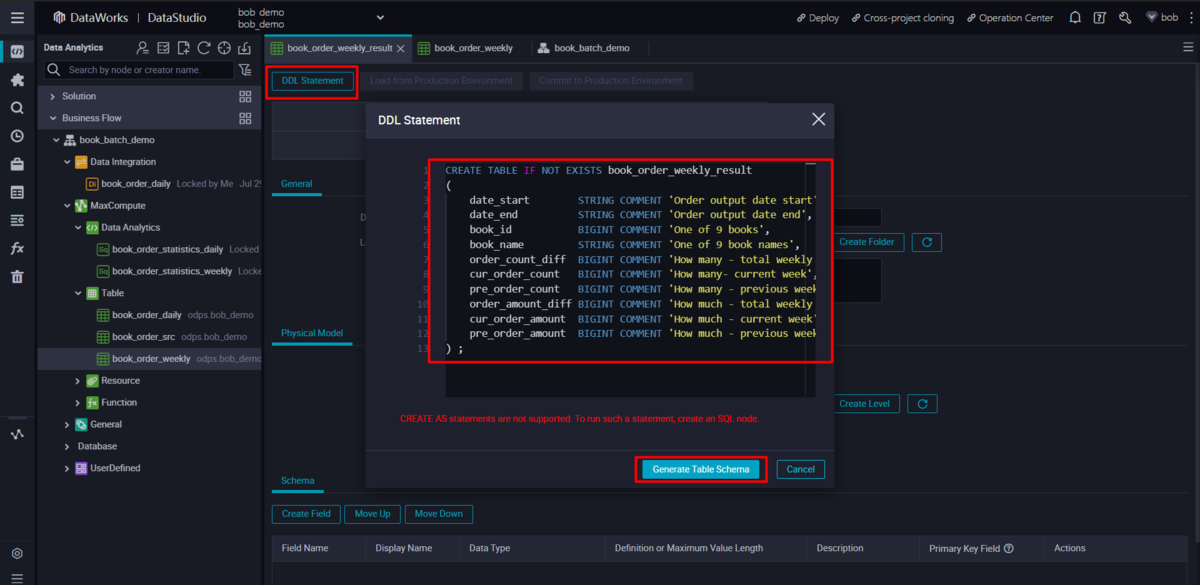 DataWorks | DataStudio
bob demo
bob_demo
Deploy
Cross-project cloning
Operation Center
bob
Data Analytics
book_order_weekly_result
book_order_weekly
book_batch_demo
Search by node or creator name.
DDL Statement
Load from Production Environment
Commit to Production Environment
Solution
Business Flow
book_batch_demo
Data Integration
DI book_order_daily Locked by Me Jul 25
MaxCompute
Data Analytics
Sq book_order_statistics_daily Locked
Sq book_order_statistics_weekly Locke
Table
book_order_daily odps.bob_demo
book_order_src odps.bob_demo
book_order_weekly odps.bob_demo
Resource
Function
General
Database
UserDefined
General
Create Folder
Physical Model
Create Level
DDL Statement
1 CREATE TABLE IF NOT EXISTS book_order_weekly_result
2 (
3 date_start STRING COMMENT 'Order output date start'
4 date_end STRING COMMENT 'Order output date end',
5 book_id BIGINT COMMENT 'One of 9 books',
6 book_name STRING COMMENT 'One of 9 book names',
7 order_count_diff BIGINT COMMENT 'How many - total weekly
8 cur_order_count BIGINT COMMENT 'How many- current week',
9 pre_order_count BIGINT COMMENT 'How many - previous week
10 order_amount_diff BIGINT COMMENT 'How much - total weekly
11 cur_order_amount BIGINT COMMENT 'How much - current week'
12 pre_order_amount BIGINT COMMENT 'How much - previous week
13 ) ;
CREATE AS statements are not supported. To run such a statement, create an SQL node.
Generate Table Schema
Cancel
Schema
Create Field
Move Up
Move Down
Field Name
Display Name
Data Type
Definition or Maximum Value Length
Description
Primary Key Field
Actions